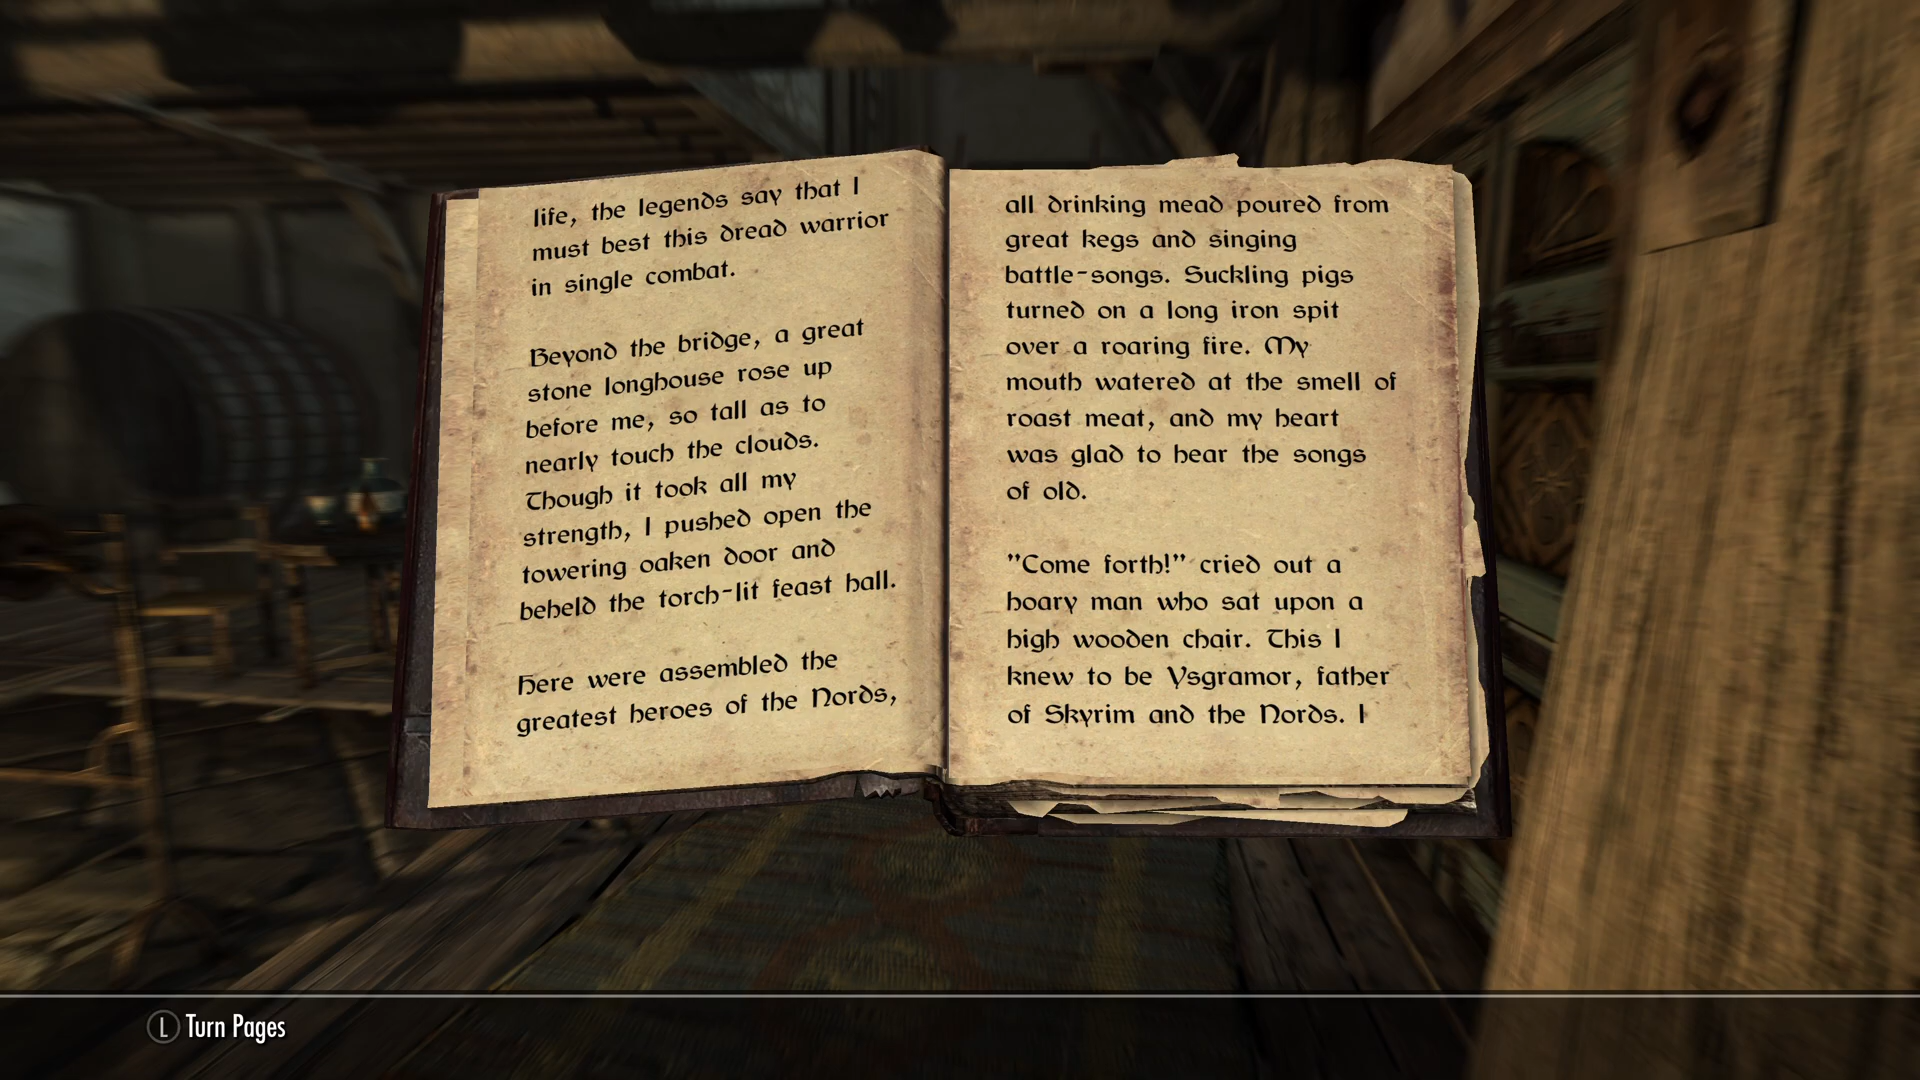 life, the legends say that I
must best this dread warrior
in single combat.
Beyond the bridge, a great
stone longhouse rose up
before me, so tall as to
nearly touch the clouds.
Though it took all my
strength, I pushed open the
towering oaken door and
beheld the torch-lit feast hall.
Here were assembled the
greatest heroes of the Nords,
all drinking mead poured from
great kegs and singing
battle-songs. Suckling pigs
turned on a long iron spit
over a roaring fire. My
mouth watered at the smell of
roast meat, and my heart
was glad to hear the songs
of old.
"Come forth!" cried out a
hoary man who sat upon a
high wooden chair. This I
knew to be Ysgramor, father
of Skyrim and the Nords. I
L Turn Pages